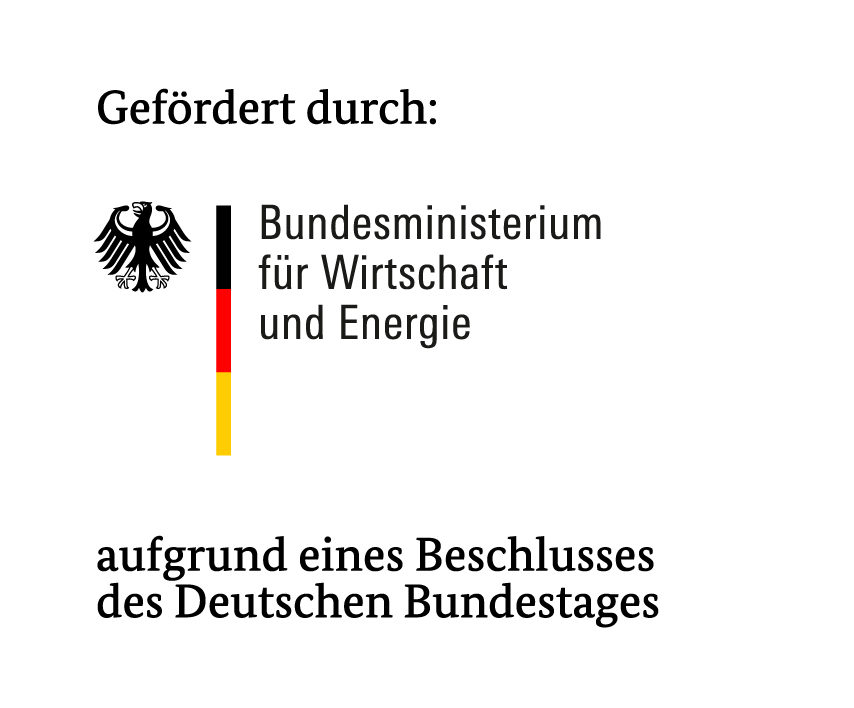 Gefördert durch:
Bundesministerium
für Wirtschaft
und Energie
aufgrund eines Beschlusses
des Deutschen Bundestages